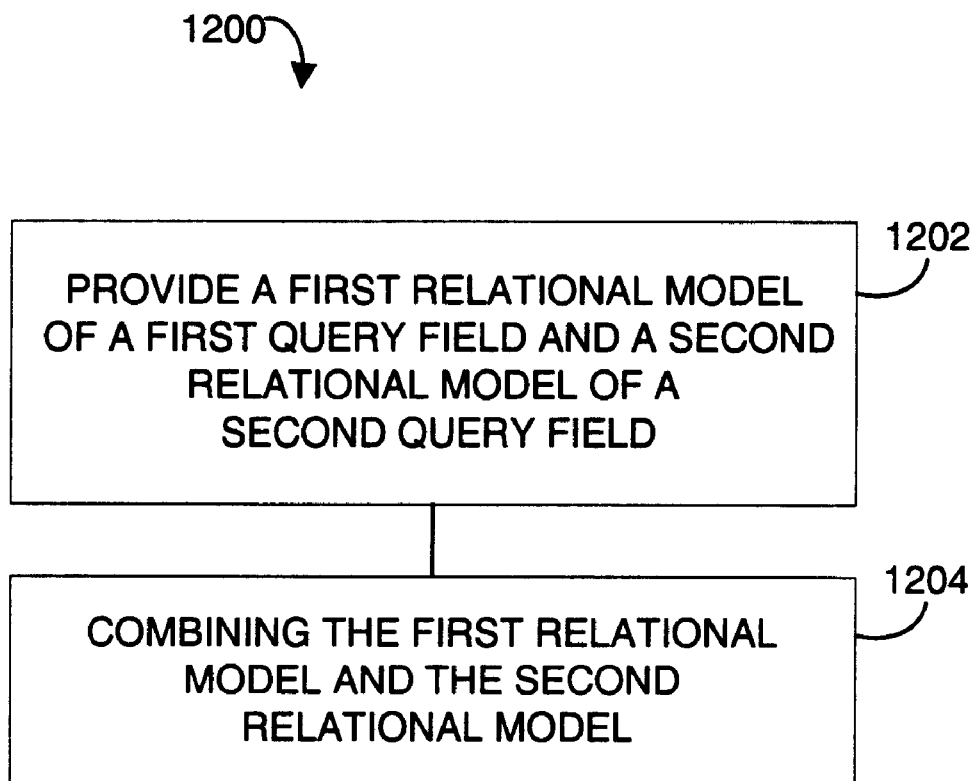 1200
1202
PROVIDE A FIRST RELATIONAL MODEL
OF A FIRST QUERY FIELD AND A SECOND
RELATIONAL MODEL OF A
SECOND QUERY FIELD
1204
COMBINING THE FIRST RELATIONAL
MODEL AND THE SECOND
RELATIONAL MODEL